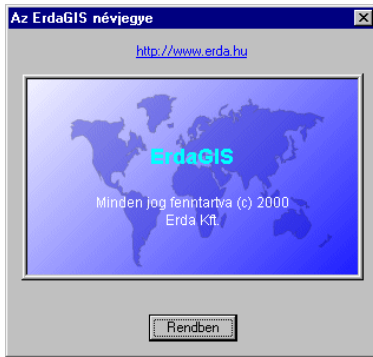 Az ErdaGIS névjegye
http://www.erda.hu
ErdaGIS
Minden jog fenntartva (c) 2000
Erda Kft.
Rendben